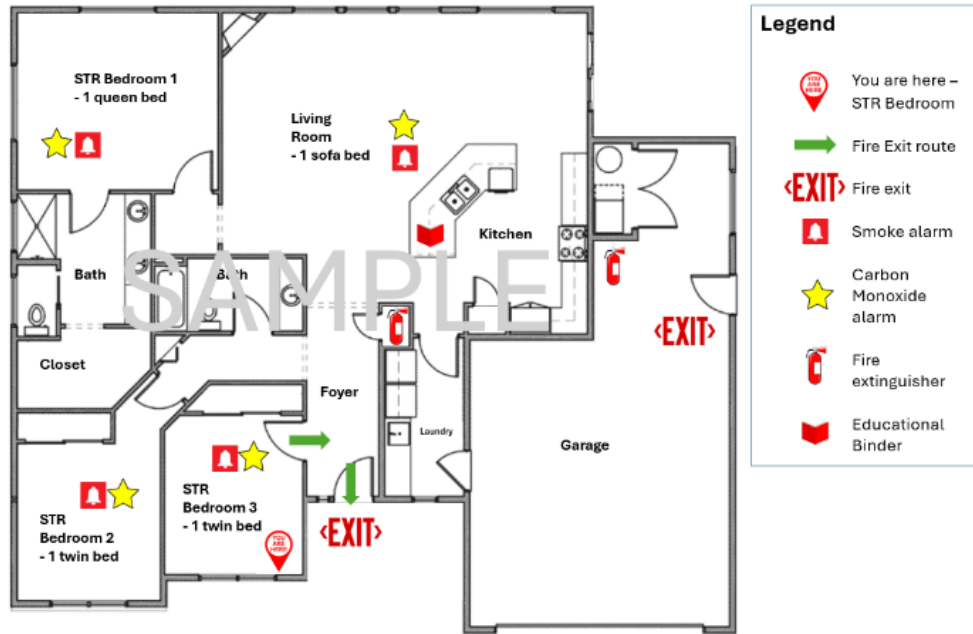 STR Bedroom 1
- 1 queen bed
Living
Room
- 1 sofa bed
Kitchen
Bath
Bath
SAMPLE
Closet
Foyer
Laundry
Garage
STR
Bedroom 2
- 1 twin bed
STR
Bedroom 3
- 1 twin bed
YOU
ARE
HERE
<EXIT>
<EXIT>
Legend
YOU
ARE
HERE
You are here –
STR Bedroom
Fire Exit route
<EXIT>
Fire exit
Smoke alarm
Carbon
Monoxide
alarm
Fire
extinguisher
Educational
Binder